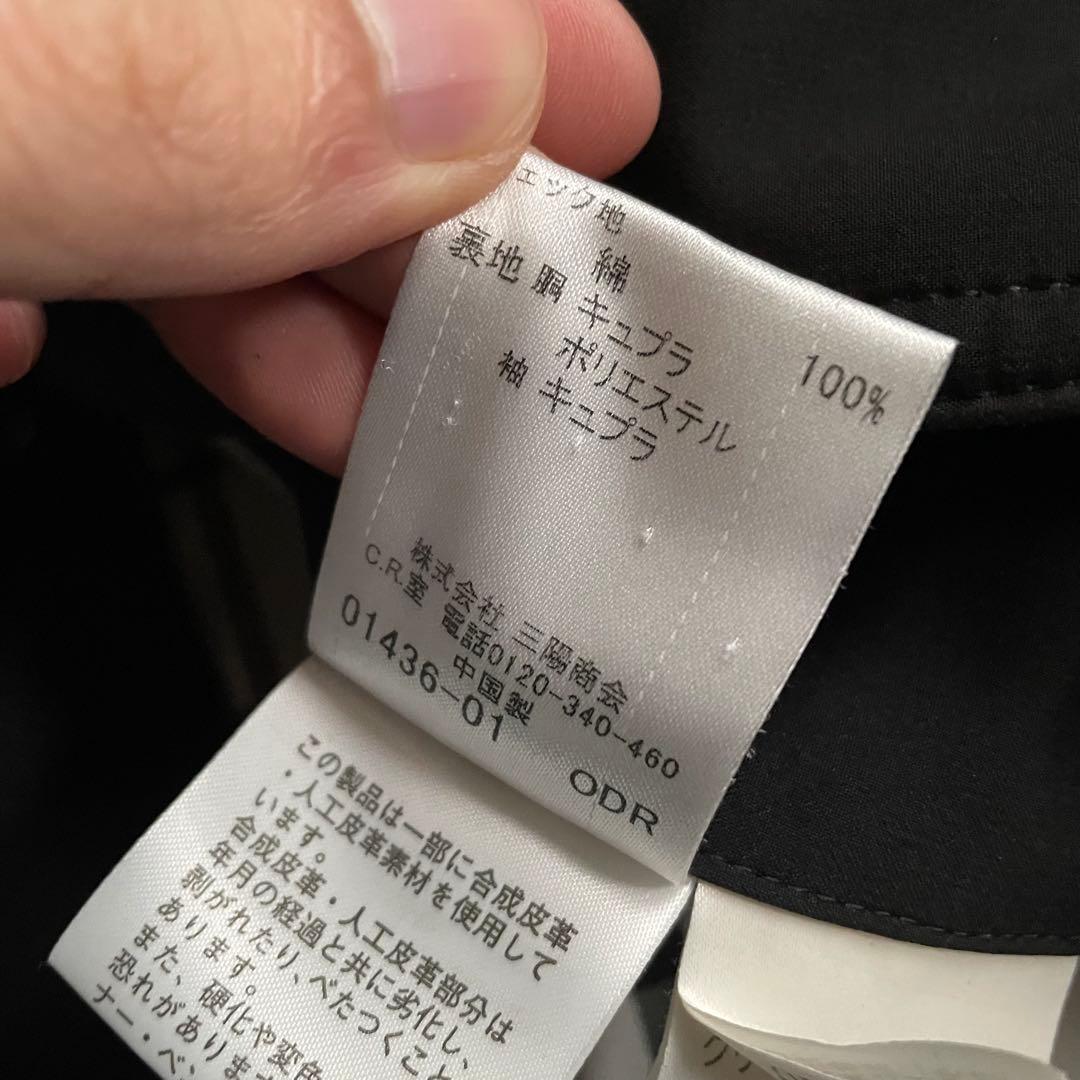 ェック地
綿 100%
裏地 胴 キュプラ
ポリエステル
袖 キュプラ
株式会社 三陽商会
C.R.室 電話0120-340-460
中国製
01436-01
ODR
この製品は一部に合成皮革
・人工皮革素材を使用して
います。
合成皮革・人工皮革部分は
年月の経過と共に劣化し、
剥がれたり、べたつくこと
あります。
また、硬化や変色
恐れがありま
ナー・ベン